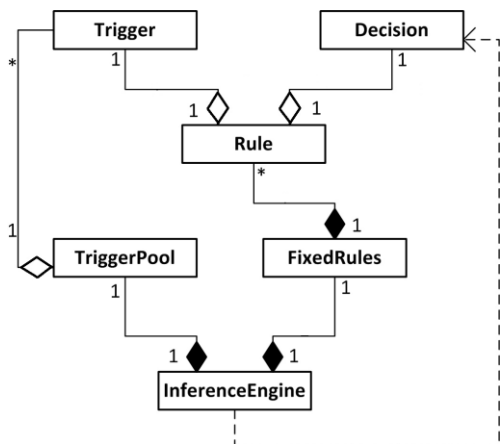 Trigger Decision
* 1 1
1 1
Rule
*
1 1
TriggerPool FixedRules
1 1
1 1
InferenceEngine